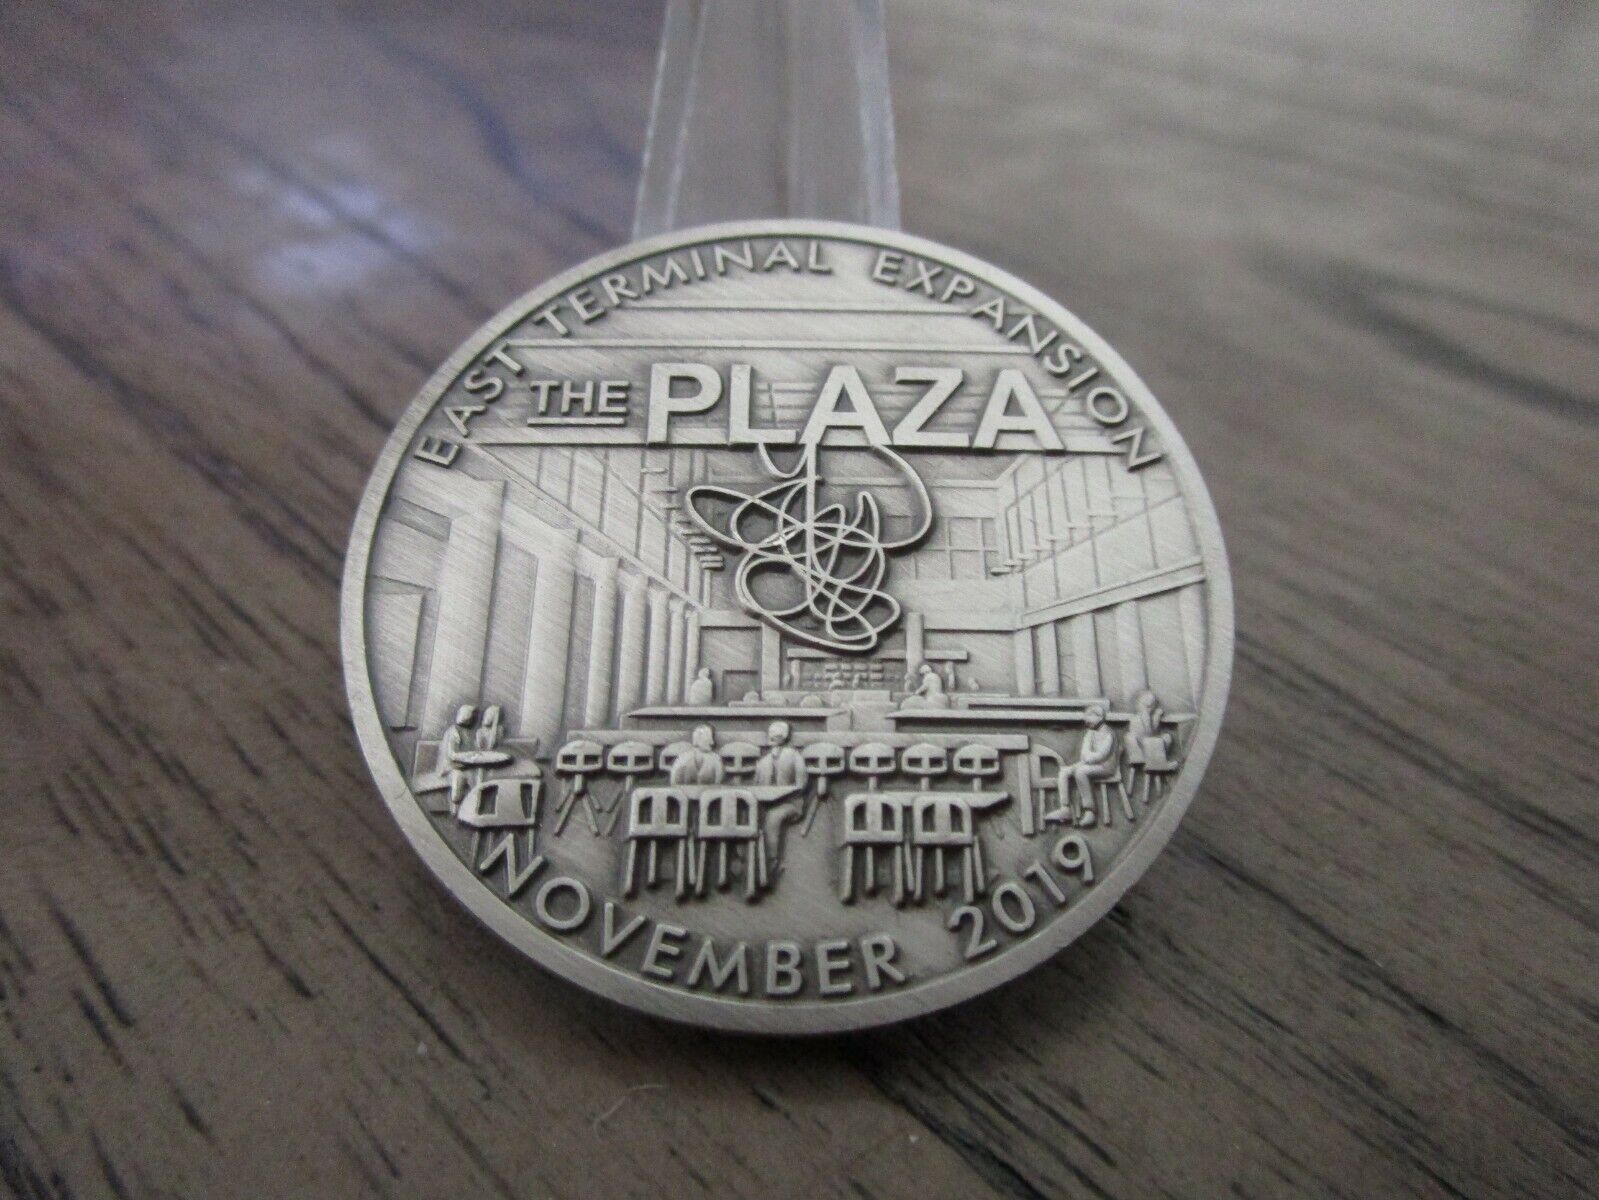 EAST TERMINAL EXPANSION
THE PLAZA
NOVEMBER 2019